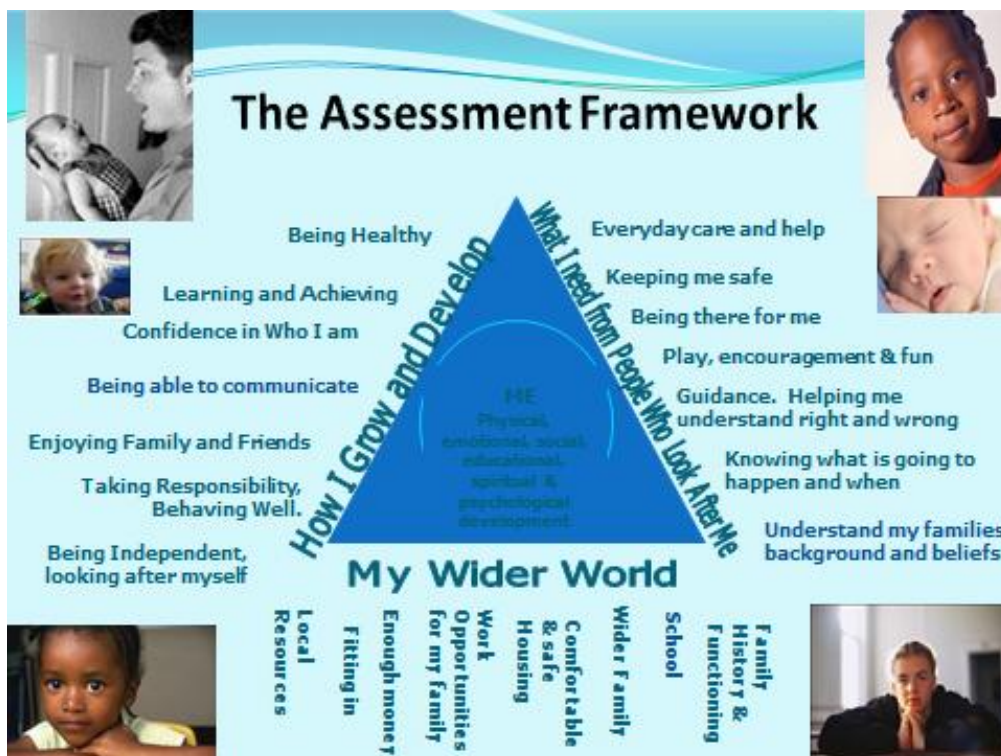 The Assessment Framework
Being Healthy
Learning and Achieving
Confidence in Who I am
Being able to communicate
Enjoying Family and Friends
Taking Responsibility,
Behaving Well.
Being Independent,
looking after myself
How I Grow and Develop
ME
Physical,
emotional, social,
educational,
spiritual &
psychological
development
What I need from People Who Look After Me
Everyday care and help
Keeping me safe
Being there for me
Play, encouragement & fun
Guidance. Helping me
understand right and wrong
Knowing what is going to
happen and when
Understand my families
background and beliefs
My Wider World
Local
Resources
Fitting in
Enough money
Work
Opportunities
for my family
Comfortable
& safe
Housing
Wider Family
School
Family
History &
Functioning